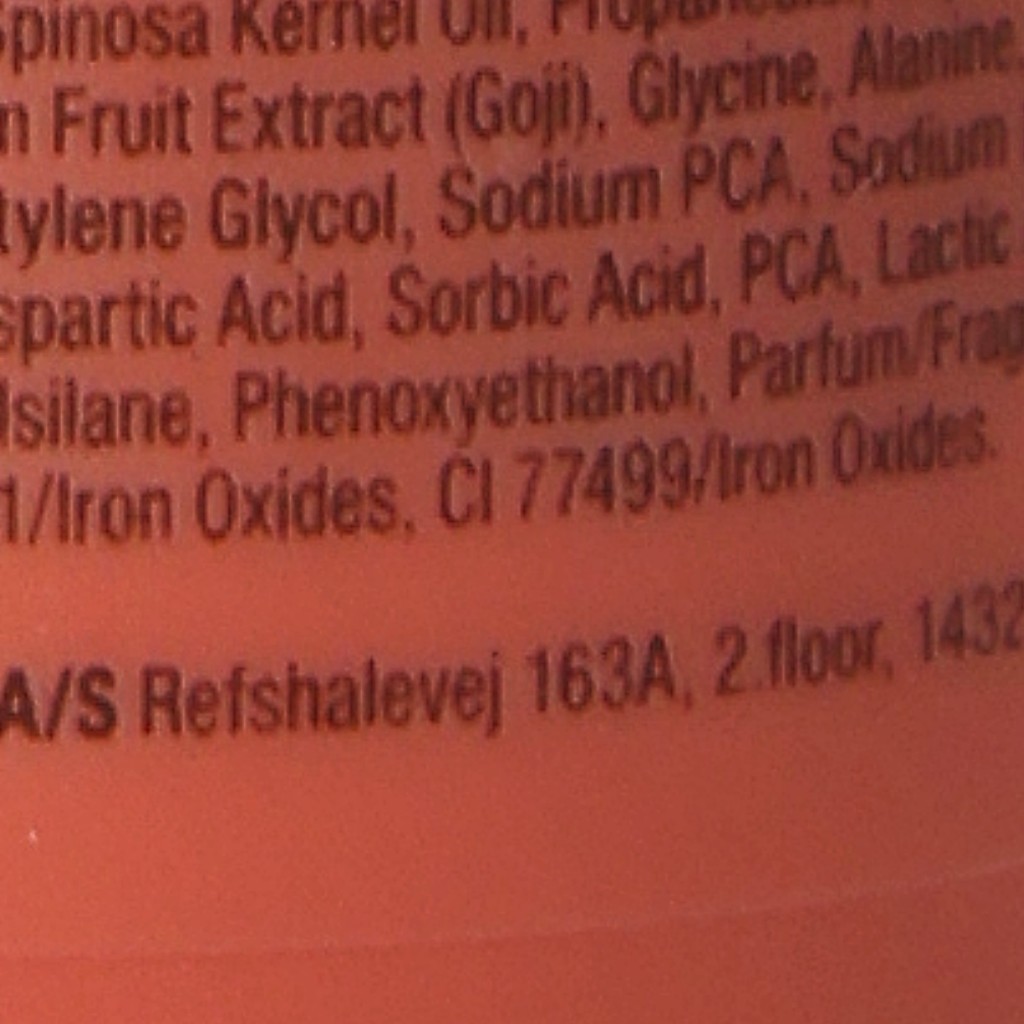 Spinosa Kernel Oil, Propaned
n Fruit Extract (Goji), Glycine, Alanine,
tylene Glycol, Sodium PCA, Sodium
spartic Acid, Sorbic Acid, PCA, Lactic
lsilane, Phenoxyethanol, Parfum/Frag
1/Iron Oxides, CI 77499/Iron Oxides.
A/S Refshalevej 163A, 2.floor, 1432